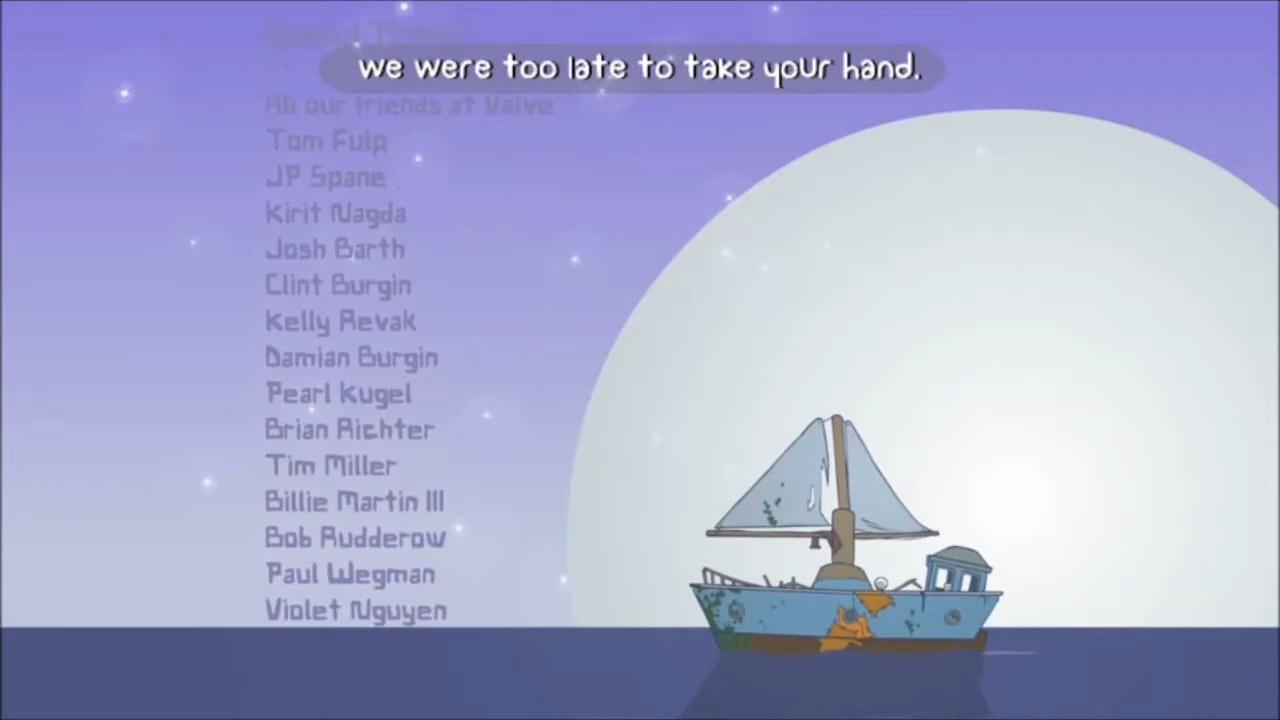 Special Thanks
we were too late to take your hand.
All our friends at Valve
Tom Fulp
JP Spane
Kirit Nagda
Josh Barth
Clint Burgin
Kelly Revak
Damian Burgin
Pearl Kugel
Brian Richter
Tim Miller
Billie Martin III
Bob Rudderow
Paul Wegman
Violet Nguyen